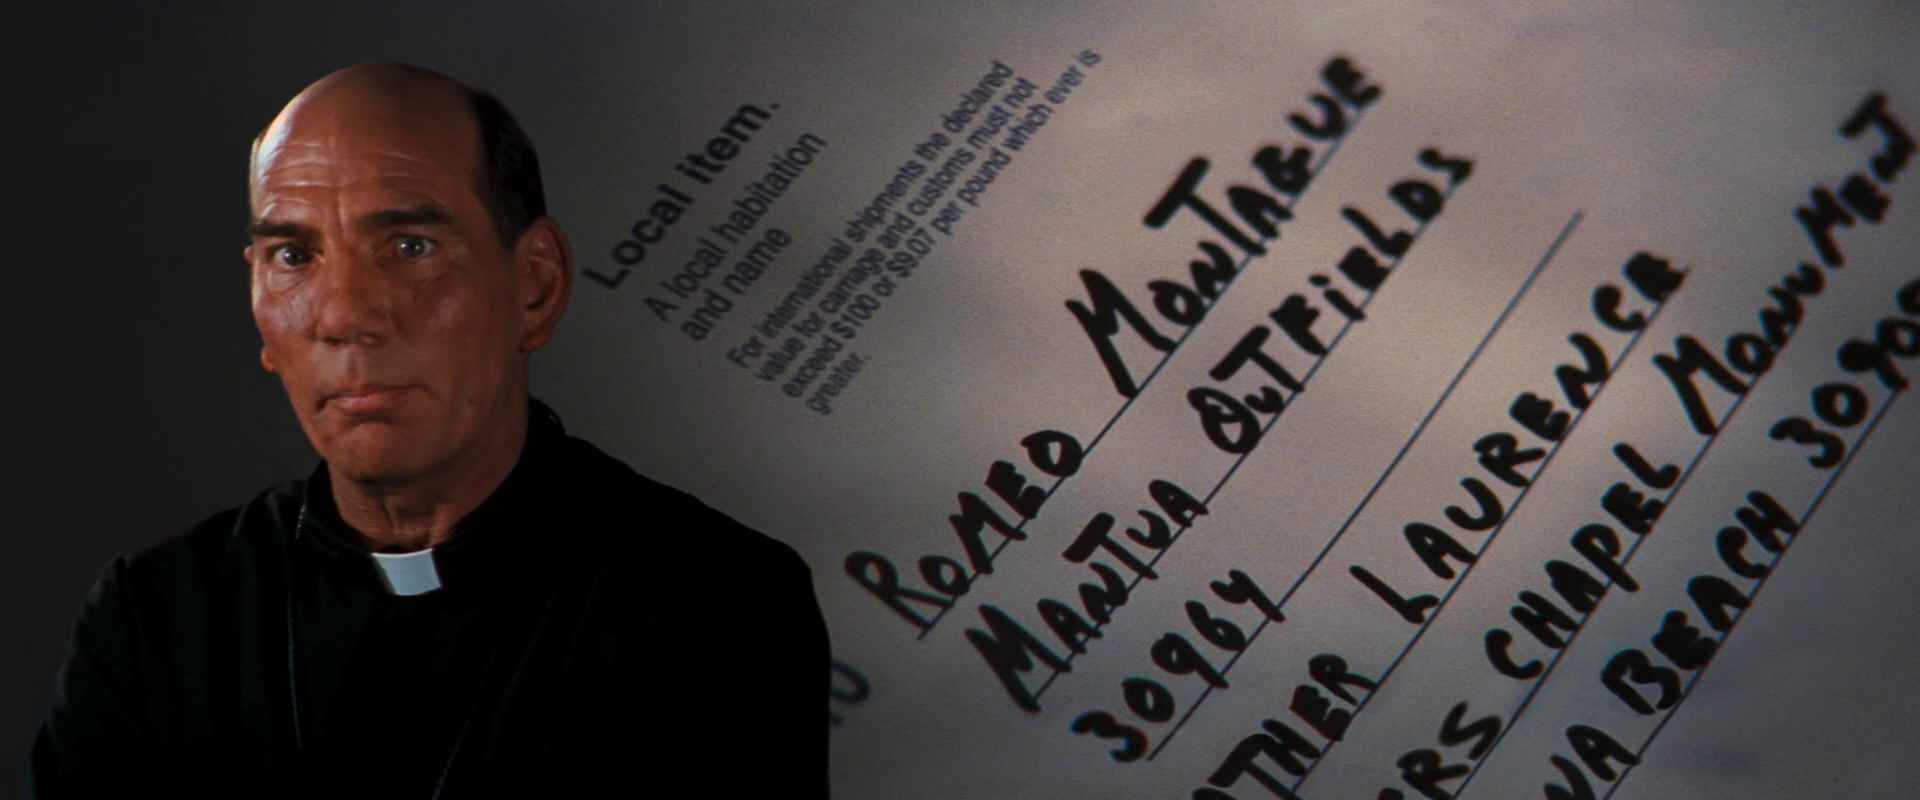 Local item.
A local habitation
and name
For international shipments the declared
value for carriage and customs must not
exceed $100 or $9.07 per pound which ever is
greater.
ROMEO MONTAGUE
MANTUA OUTFiELDS
30964
THER LAURENCE
ERS CHAPEL MONUMENT
NA BEACH